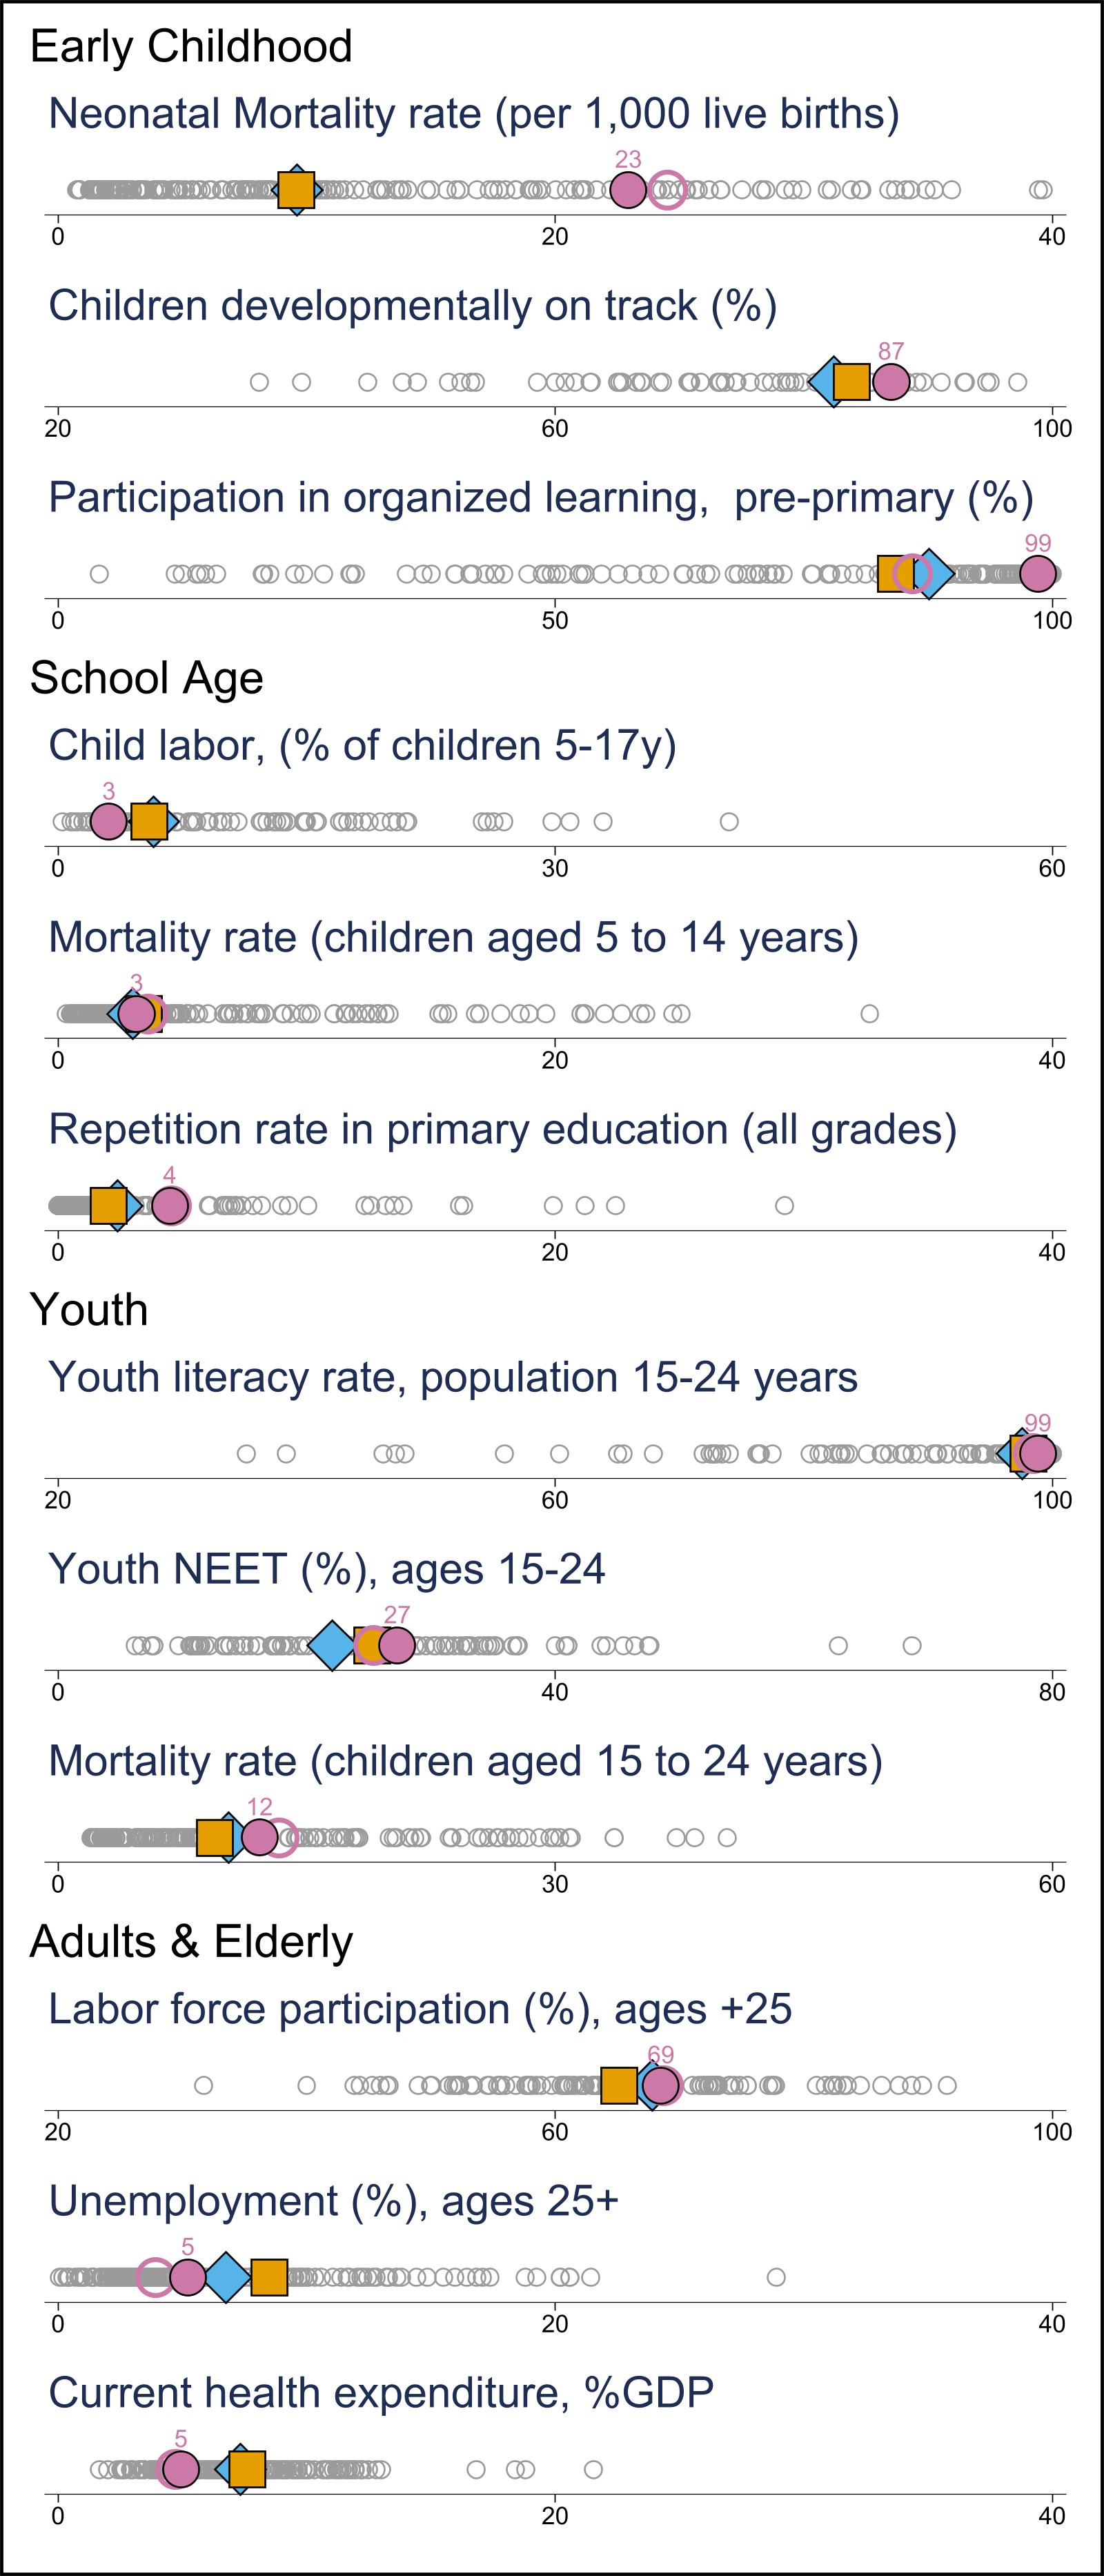 Early Childhood
Neonatal Mortality rate (per 1,000 live births)
23
0 20 40
Children developmentally on track (%)
87
20 60 100
Participation in organized learning,  pre-primary (%)
99
0 50 100
School Age
Child labor, (% of children 5-17y)
3
0 30 60
Mortality rate (children aged 5 to 14 years)
3
0 20 40
Repetition rate in primary education (all grades)
4
0 20 40
Youth
Youth literacy rate, population 15-24 years
99
20 60 100
Youth NEET (%), ages 15-24
27
0 40 80
Mortality rate (children aged 15 to 24 years)
12
0 30 60
Adults & Elderly
Labor force participation (%), ages +25
69
20 60 100
Unemployment (%), ages 25+
5
0 20 40
Current health expenditure, %GDP
5
0 20 40